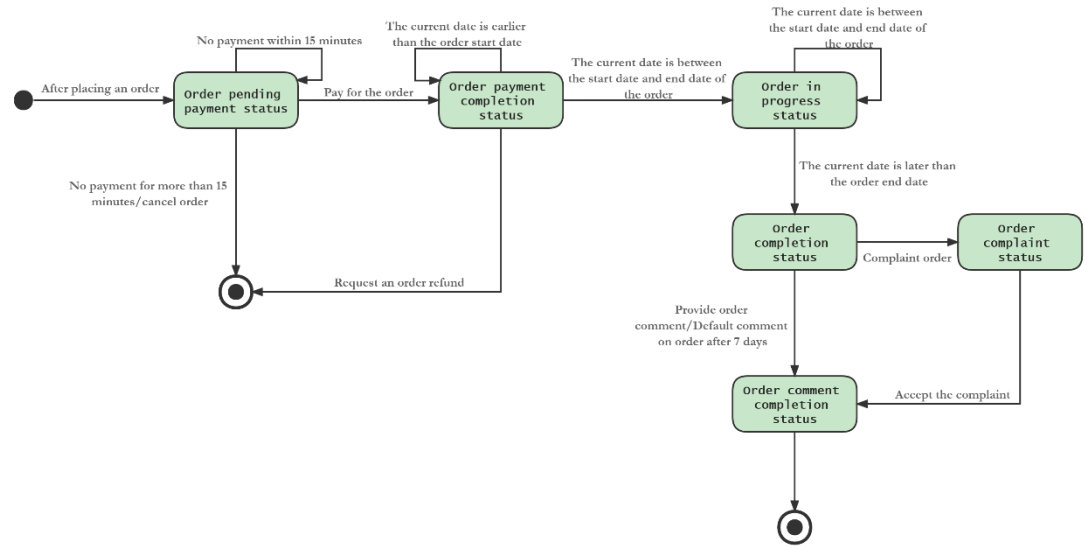 The current date is between
the start date and end date of
the order
The current date is earlier
than the order start date
No payment within 15 minutes
The current date is between
the start date and end date of
the order
After placing an order
Order pending
payment status
Pay for the order
Order payment
completion
status
Order in
progress
status
No payment for more than 15
minutes/cancel order
The current date is later than
the order end date
Order
completion
status
Complaint order
Order
complaint
status
Request an order refund
Provide order
comment/Default comment
on order after 7 days
Order comment
completion
status
Accept the complaint